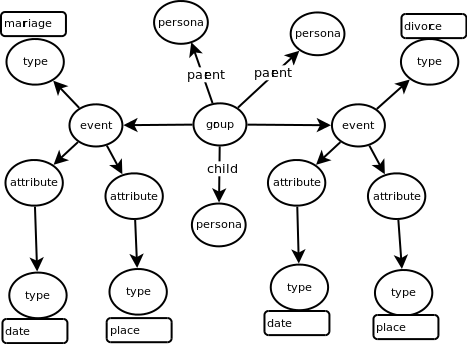 persona
mariage
divorce
persona
type
type
parent
parent
event
goup
event
child
attribute
attribute
attribute
attribute
persona
type
type
type
type
date
place
date
place